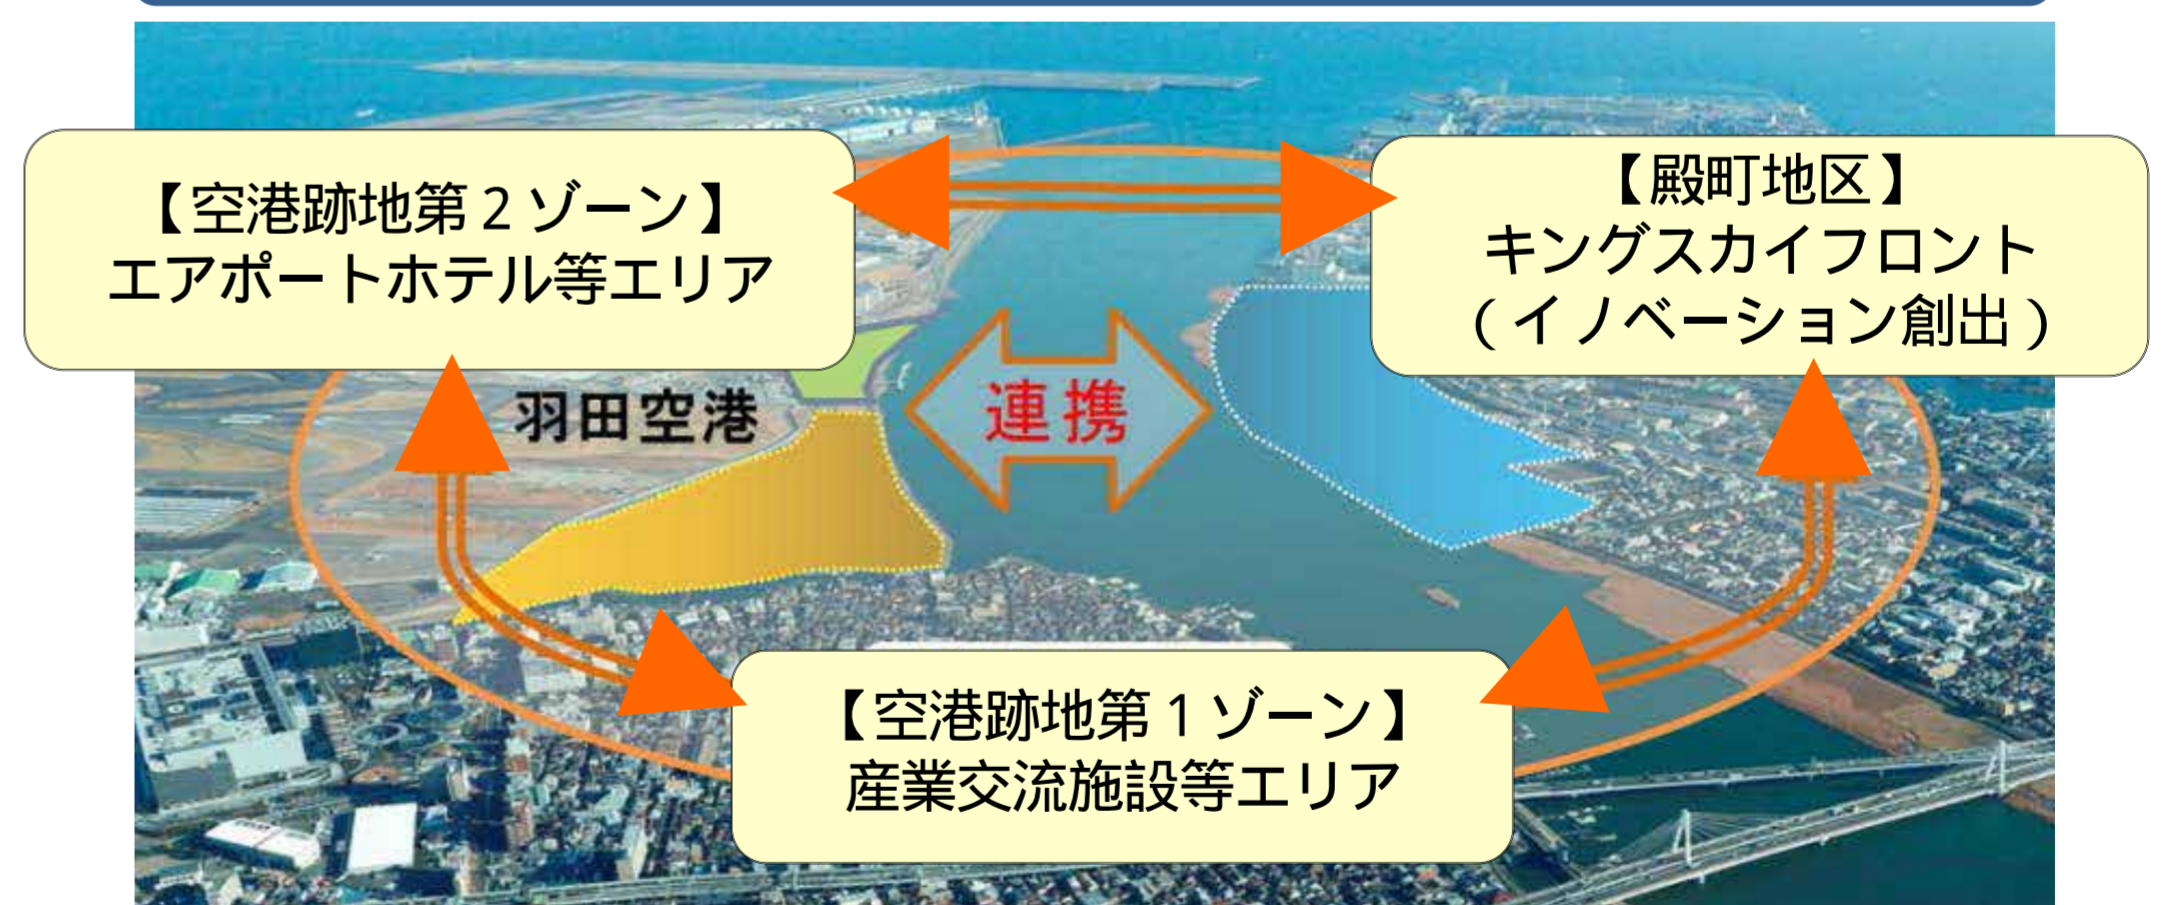 【空港跡地第2ゾーン】
エアポートホテル等エリア
【殿町地区】
キングスカイフロント
(イノベーション創出)
羽田空港
連携
【空港跡地第1ゾーン】
産業交流施設等エリア